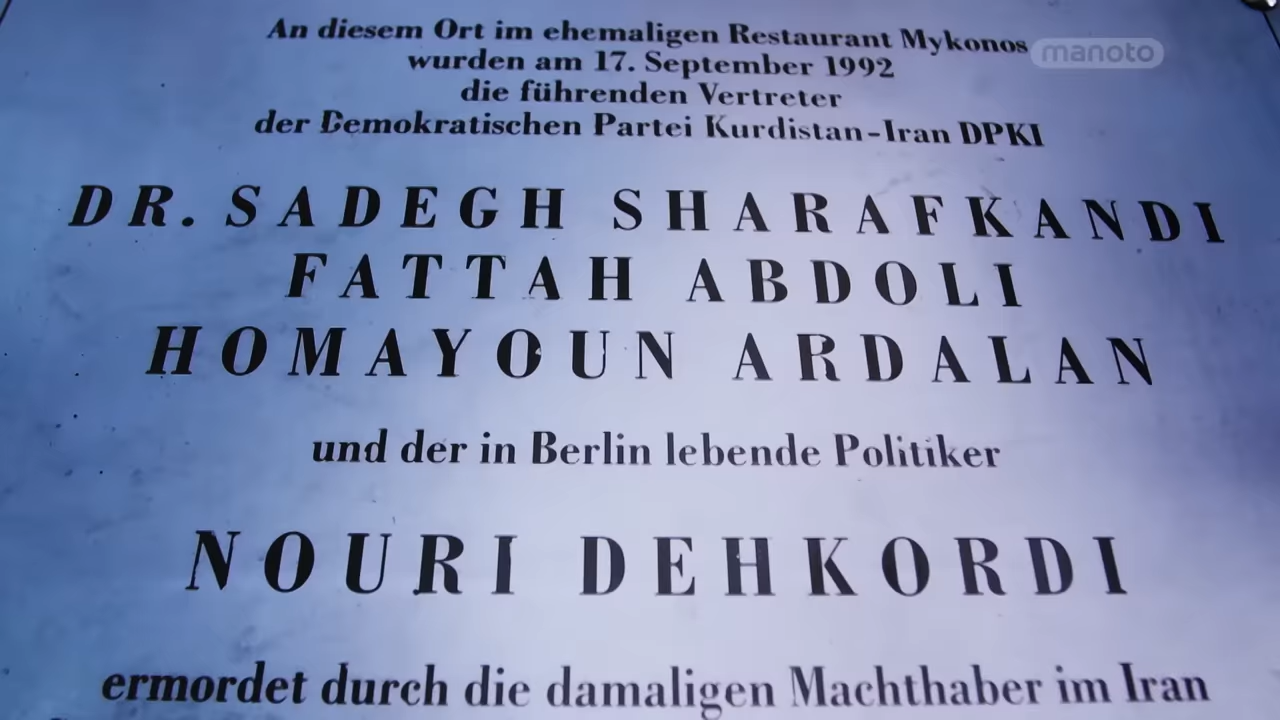 An diesem Ort im ehemaligen Restaurant Mykonos
manoto
wurden am 17. September 1992
die führenden Vertreter
der Demokratischen Partei Kurdistan-Iran DPKI
DR. SADEGH SHARAFKANDI
FATTAH ABDOLI
HOMAYOUN ARDALAN
und der in Berlin lebende Politiker
NOURI DEHKORDI
ermordet durch die damaligen Machthaber im Iran